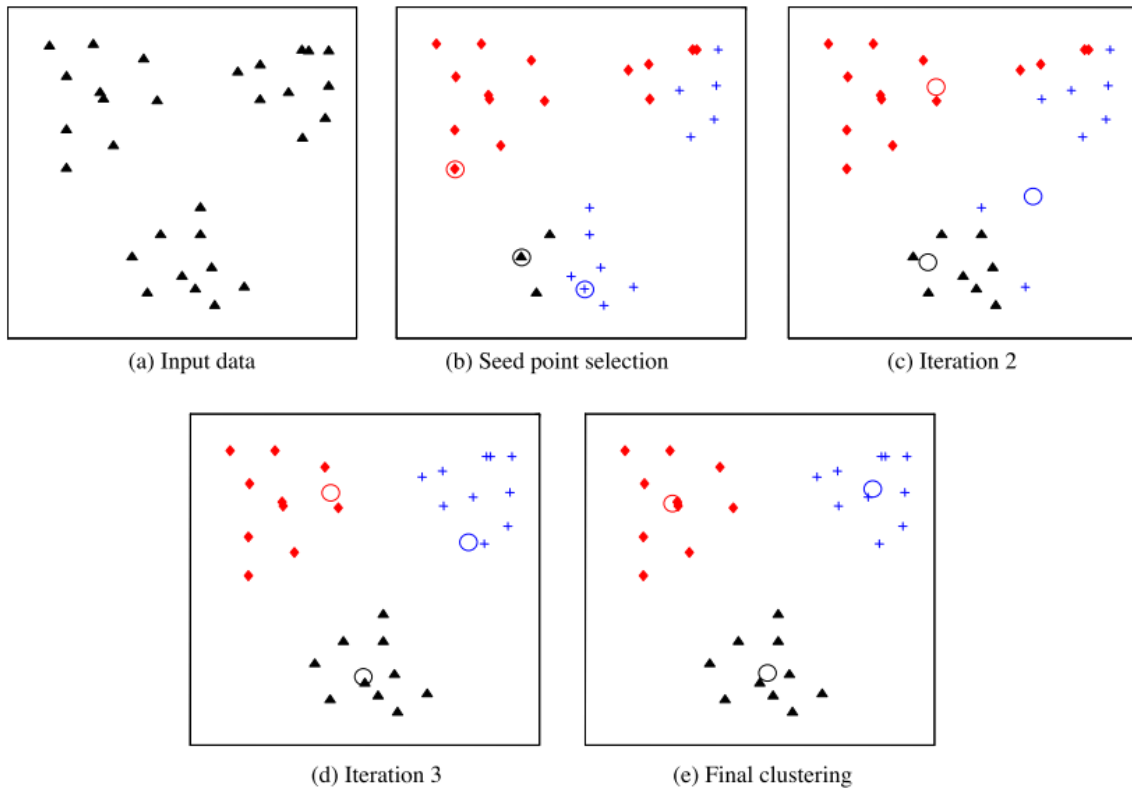 (a) Input data
(b) Seed point selection
(c) Iteration 2
(d) Iteration 3
(e) Final clustering